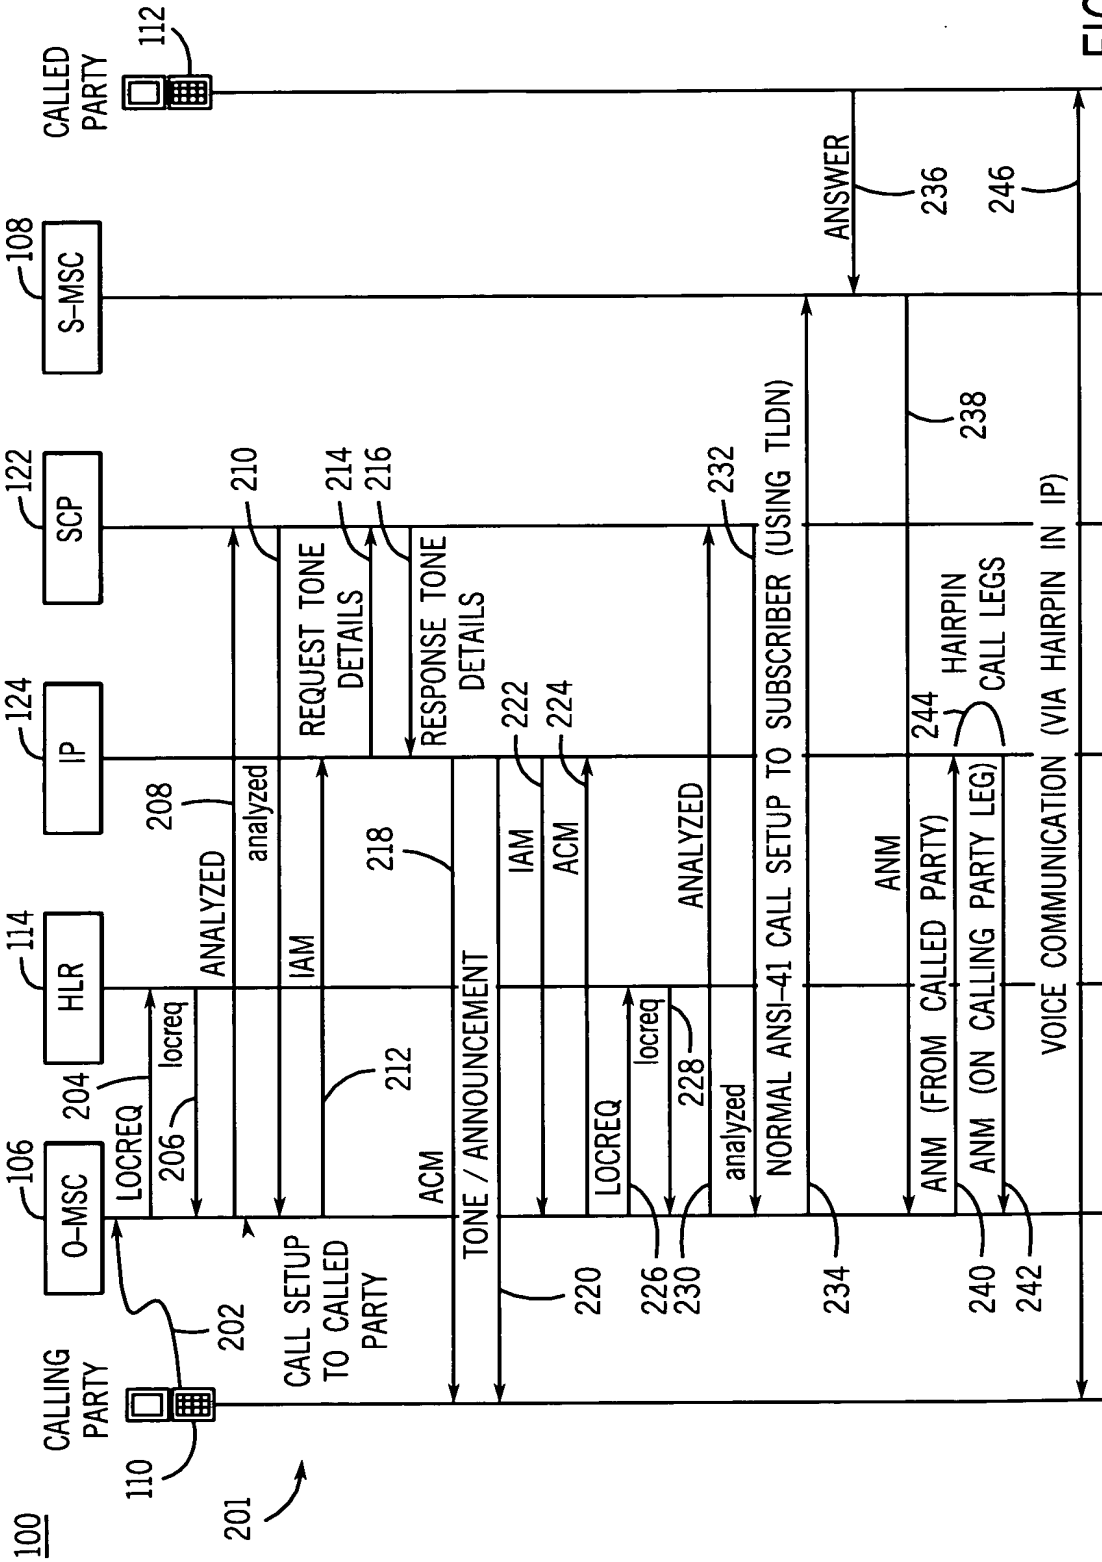 100
CALLING
PARTY
110
106
O-MSC
114
HLR
124
IP
122
SCP
108
S-MSC
CALLED
PARTY
112
201
202
LOCREQ
204
206
locreq
CALL SETUP
TO CALLED
PARTY
ANALYZED
208
analyzed
210
IAM
212
REQUEST TONE
DETAILS
214
216
RESPONSE TONE
DETAILS
ACM
218
TONE / ANNOUNCEMENT
220
IAM
222
ACM
224
LOCREQ
226
locreq
228
ANALYZED
230
analyzed
232
NORMAL ANSI-41 CALL SETUP TO SUBSCRIBER (USING TLDN)
234
ANSWER
236
ANM
238
ANM (FROM CALLED PARTY)
240
ANM (ON CALLING PARTY LEG)
242
244
HAIRPIN
CALL LEGS
VOICE COMMUNICATION (VIA HAIRPIN IN IP)
246